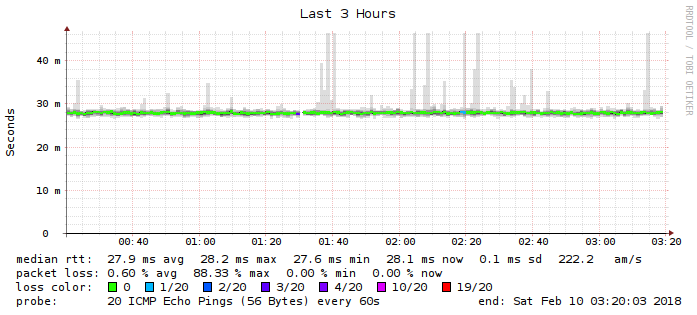 Last 3 Hours
RRDTOOL / TOBI OETIKER
Seconds
40 m
30 m
20 m
10 m
0
00:40 01:00 01:20 01:40 02:00 02:20 02:40 03:00 03:20
median rtt: 27.9 ms avg 28.2 ms max 27.6 ms min 28.1 ms now 0.1 ms sd 222.2 am/s
packet loss: 0.60 % avg 88.33 % max 0.00 % min 0.00 % now
loss color: 0 1/20 2/20 3/20 4/20 10/20 19/20
probe: 20 ICMP Echo Pings (56 Bytes) every 60s end: Sat Feb 10 03:20:03 2018